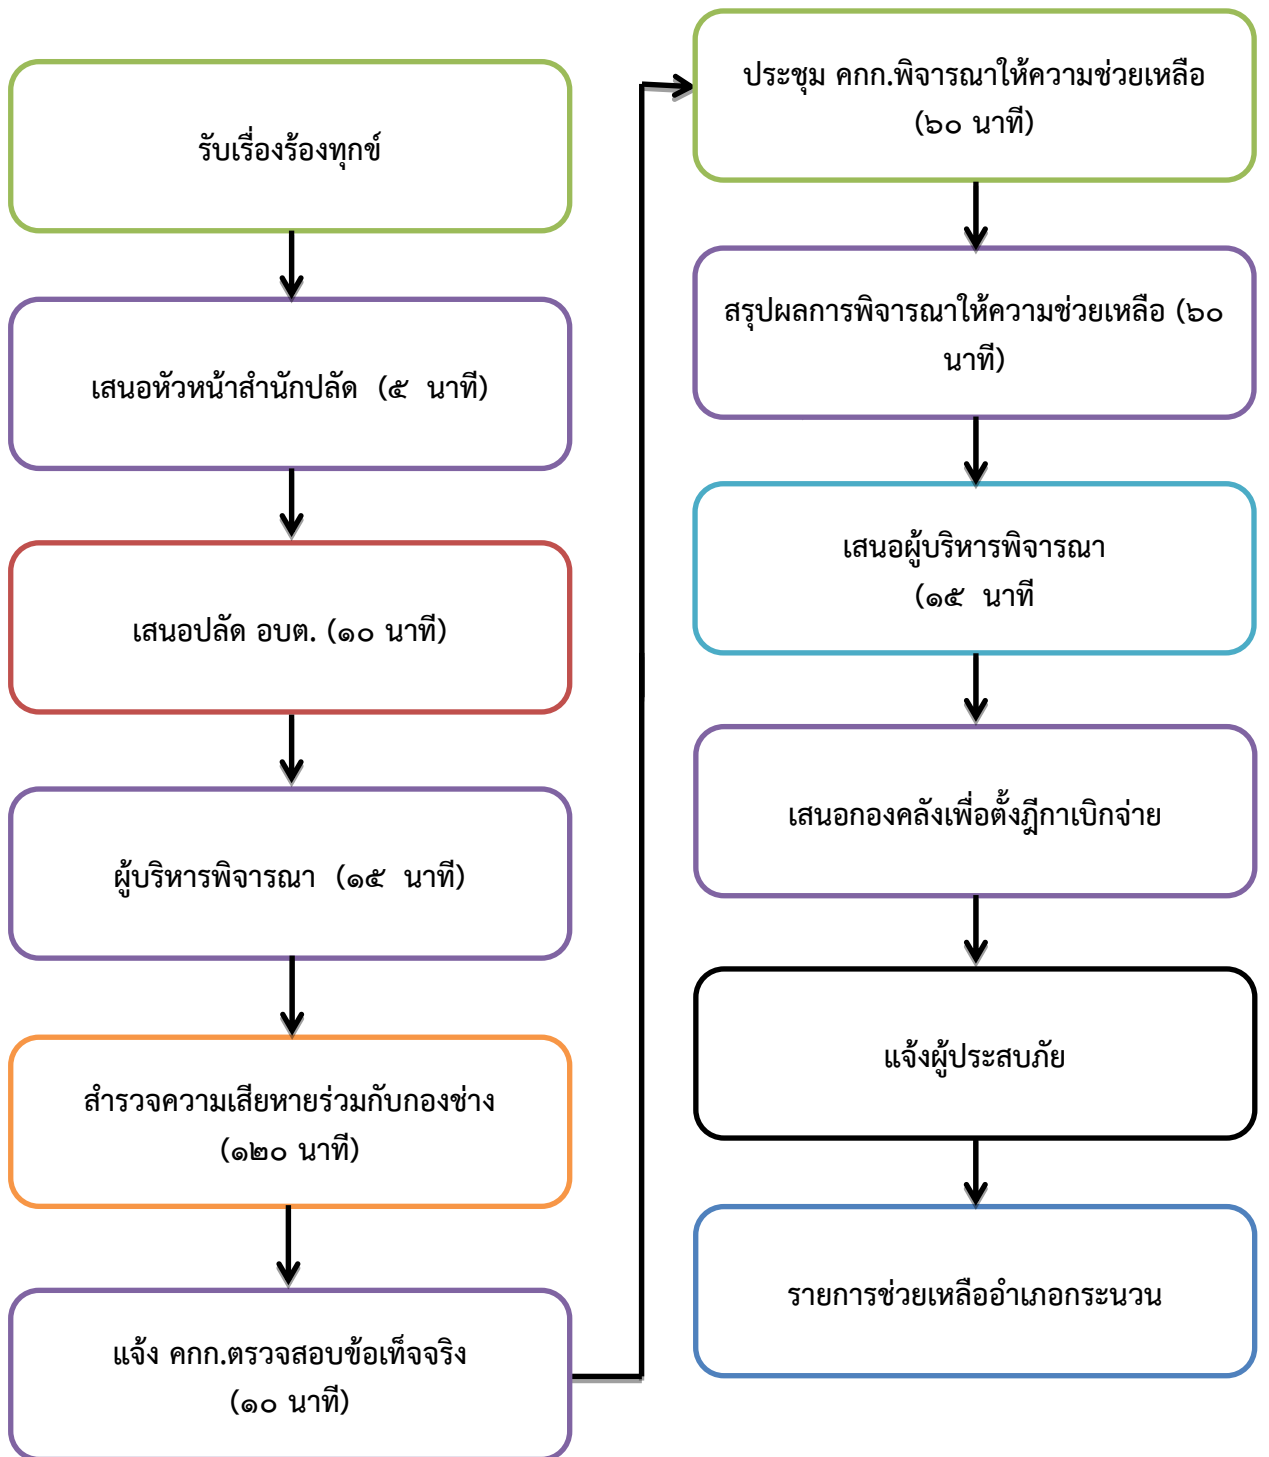 รับเรื่องร้องทุกข์
เสนอหัวหน้าสำนักปลัด (๕ นาที)
เสนอปลัด อบต. (๑๐ นาที)
ผู้บริหารพิจารณา (๑๕ นาที)
สำรวจความเสียหายร่วมกับกองช่าง
(๑๒๐ นาที)
แจ้ง คกก.ตรวจสอบข้อเท็จจริง
(๑๐ นาที)
ประชุม คกก.พิจารณาให้ความช่วยเหลือ
(๖๐ นาที)
สรุปผลการพิจารณาให้ความช่วยเหลือ (๖๐
นาที)
เสนอผู้บริหารพิจารณา
(๑๕ นาที
เสนอกองคลังเพื่อตั้งฎีกาเบิกจ่าย
แจ้งผู้ประสบภัย
รายการช่วยเหลืออำเภอกระนวน